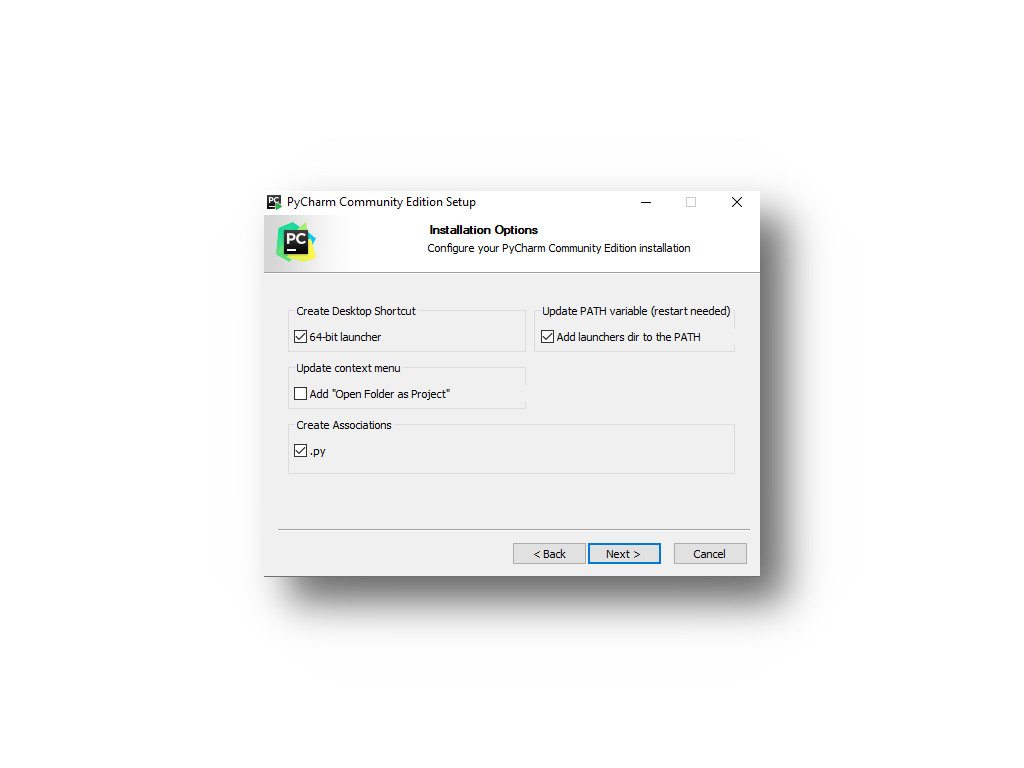 PC PyCharm Community Edition Setup
PC
Installation Options
Configure your PyCharm Community Edition installation
Create Desktop Shortcut
64-bit launcher
Update PATH variable (restart needed)
Add launchers dir to the PATH
Update context menu
Add "Open Folder as Project"
Create Associations
.py
< Back
Next >
Cancel